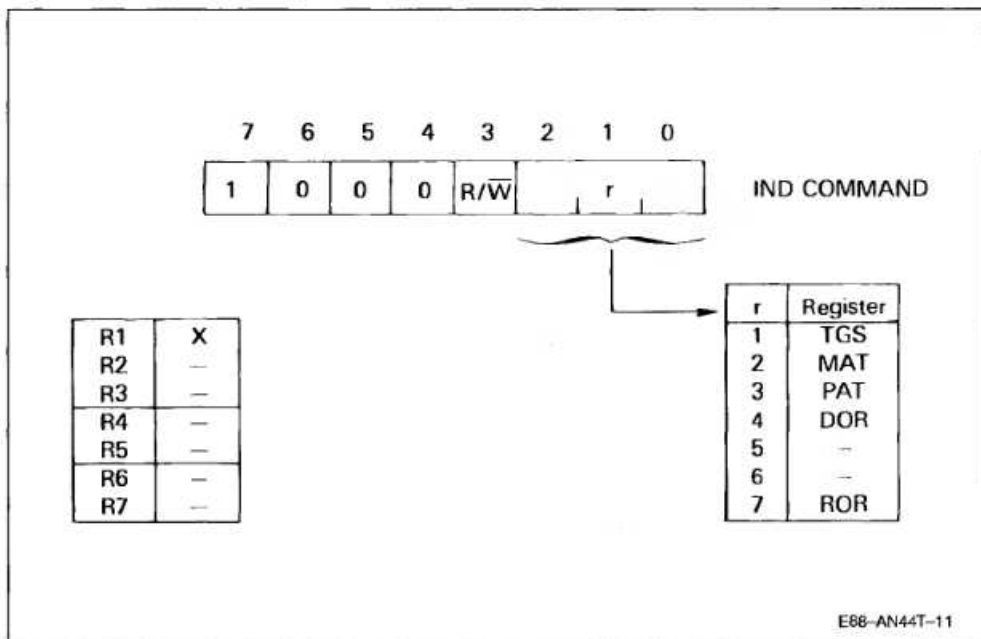 7 6 5 4 3 2 1 0
1 0 0 0 R/W̅ r IND COMMAND
r Register
1 TGS
2 MAT
3 PAT
4 DOR
5 –
6 –
7 ROR
R1 X
R2 –
R3 –
R4 –
R5 –
R6 –
R7 –
E88-AN44T-11